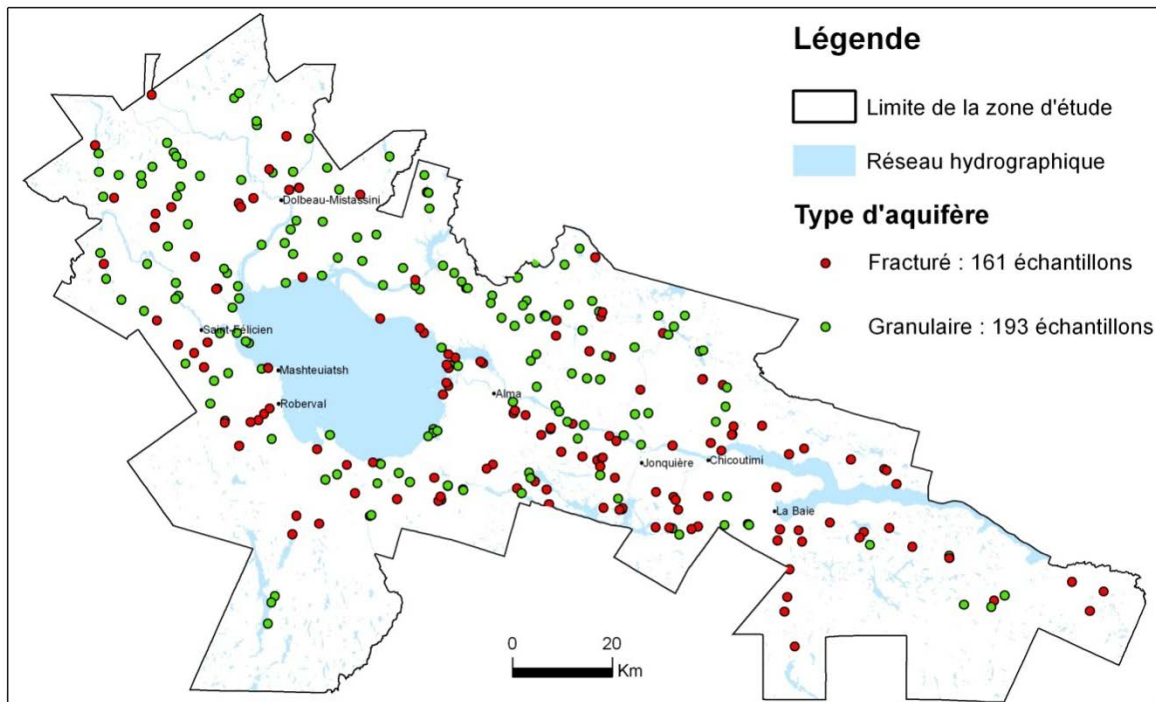 Légende
Limite de la zone d'étude
Réseau hydrographique
Type d'aquifère
Fracturé : 161 échantillons
Granulaire : 193 échantillons
Dolbeau-Mistassini
Saint-Félicien
Mashteuiatsh
Roberval
Alma
Jonquière
Chicoutimi
La Baie
0 20
Km